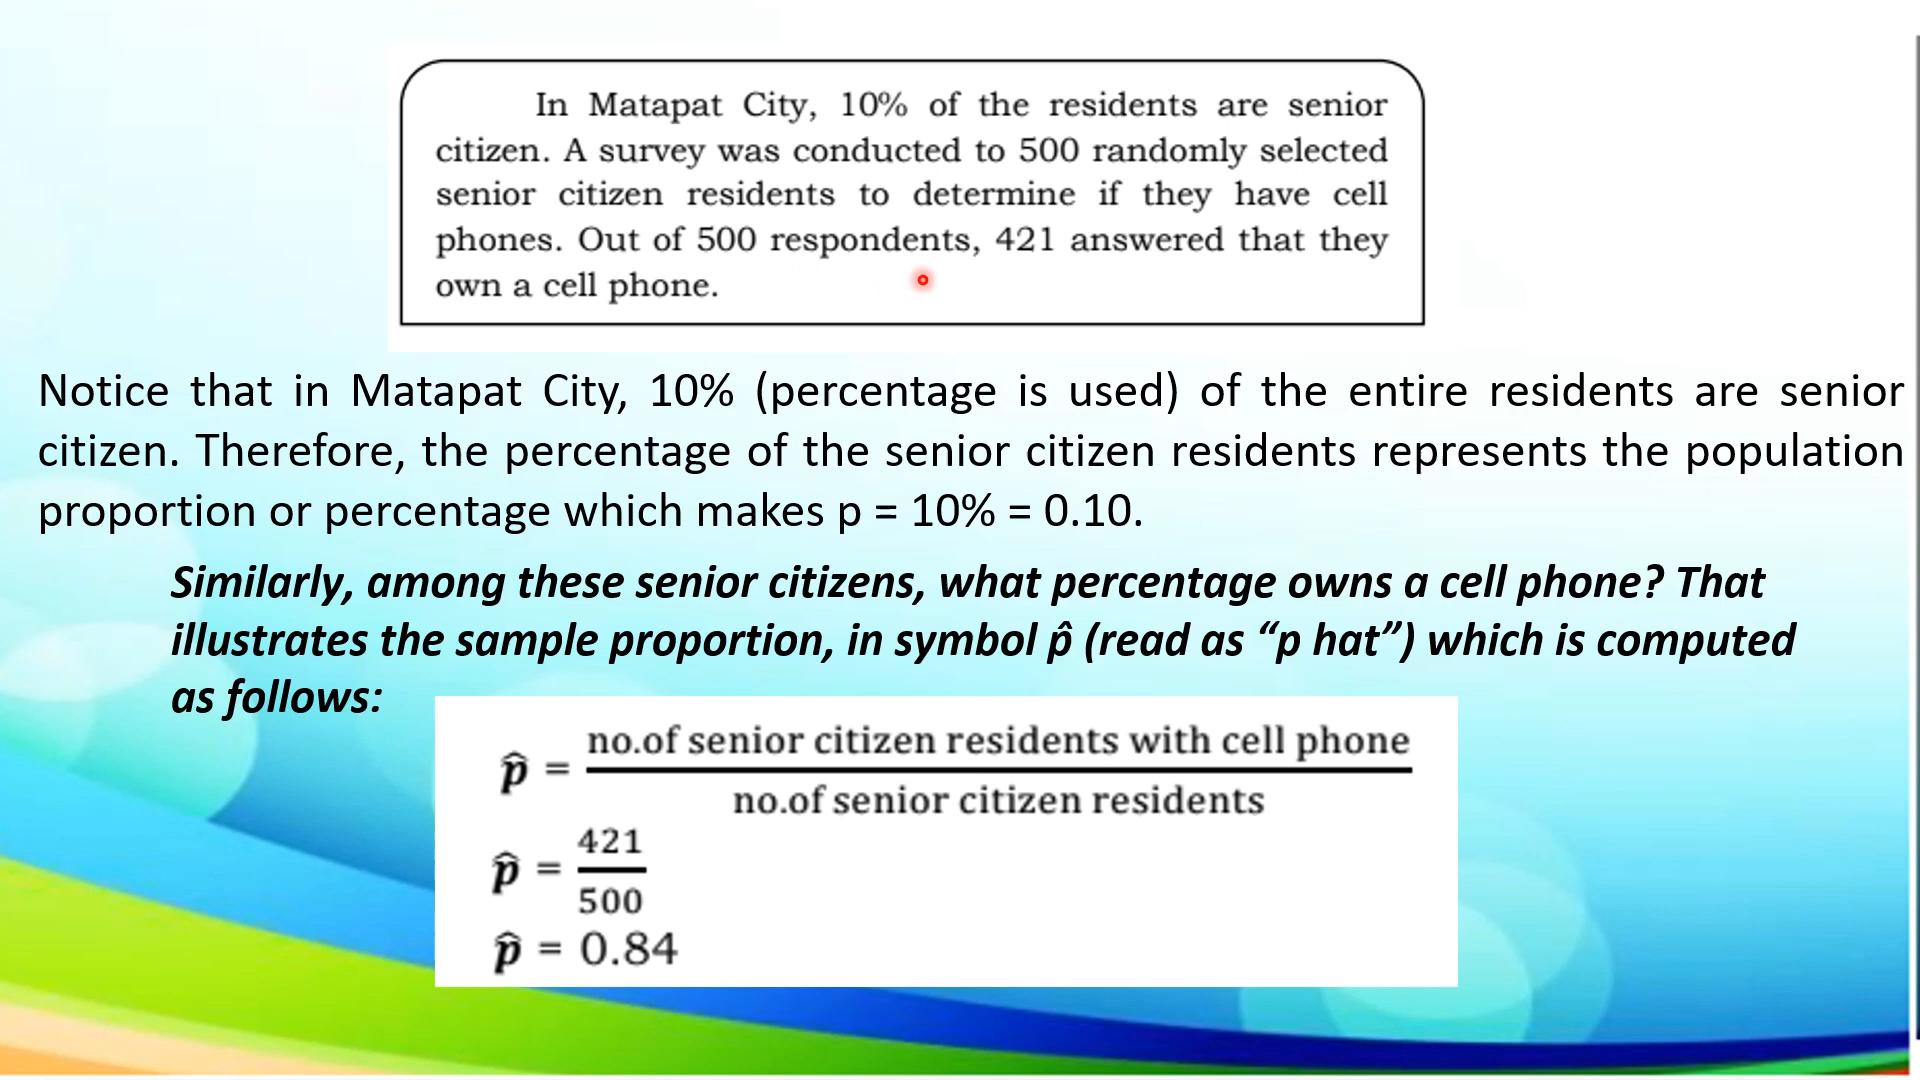 In Matapat City, 10% of the residents are senior
citizen. A survey was conducted to 500 randomly selected
senior citizen residents to determine if they have cell
phones. Out of 500 respondents, 421 answered that they
own a cell phone.
Notice that in Matapat City, 10% (percentage is used) of the entire residents are senior
citizen. Therefore, the percentage of the senior citizen residents represents the population
proportion or percentage which makes p = 10% = 0.10.
Similarly, among these senior citizens, what percentage owns a cell phone? That
illustrates the sample proportion, in symbol p̂ (read as “p hat”) which is computed
as follows:
p̂ = no.of senior citizen residents with cell phone
no.of senior citizen residents
p̂ = 421
500
p̂ = 0.84